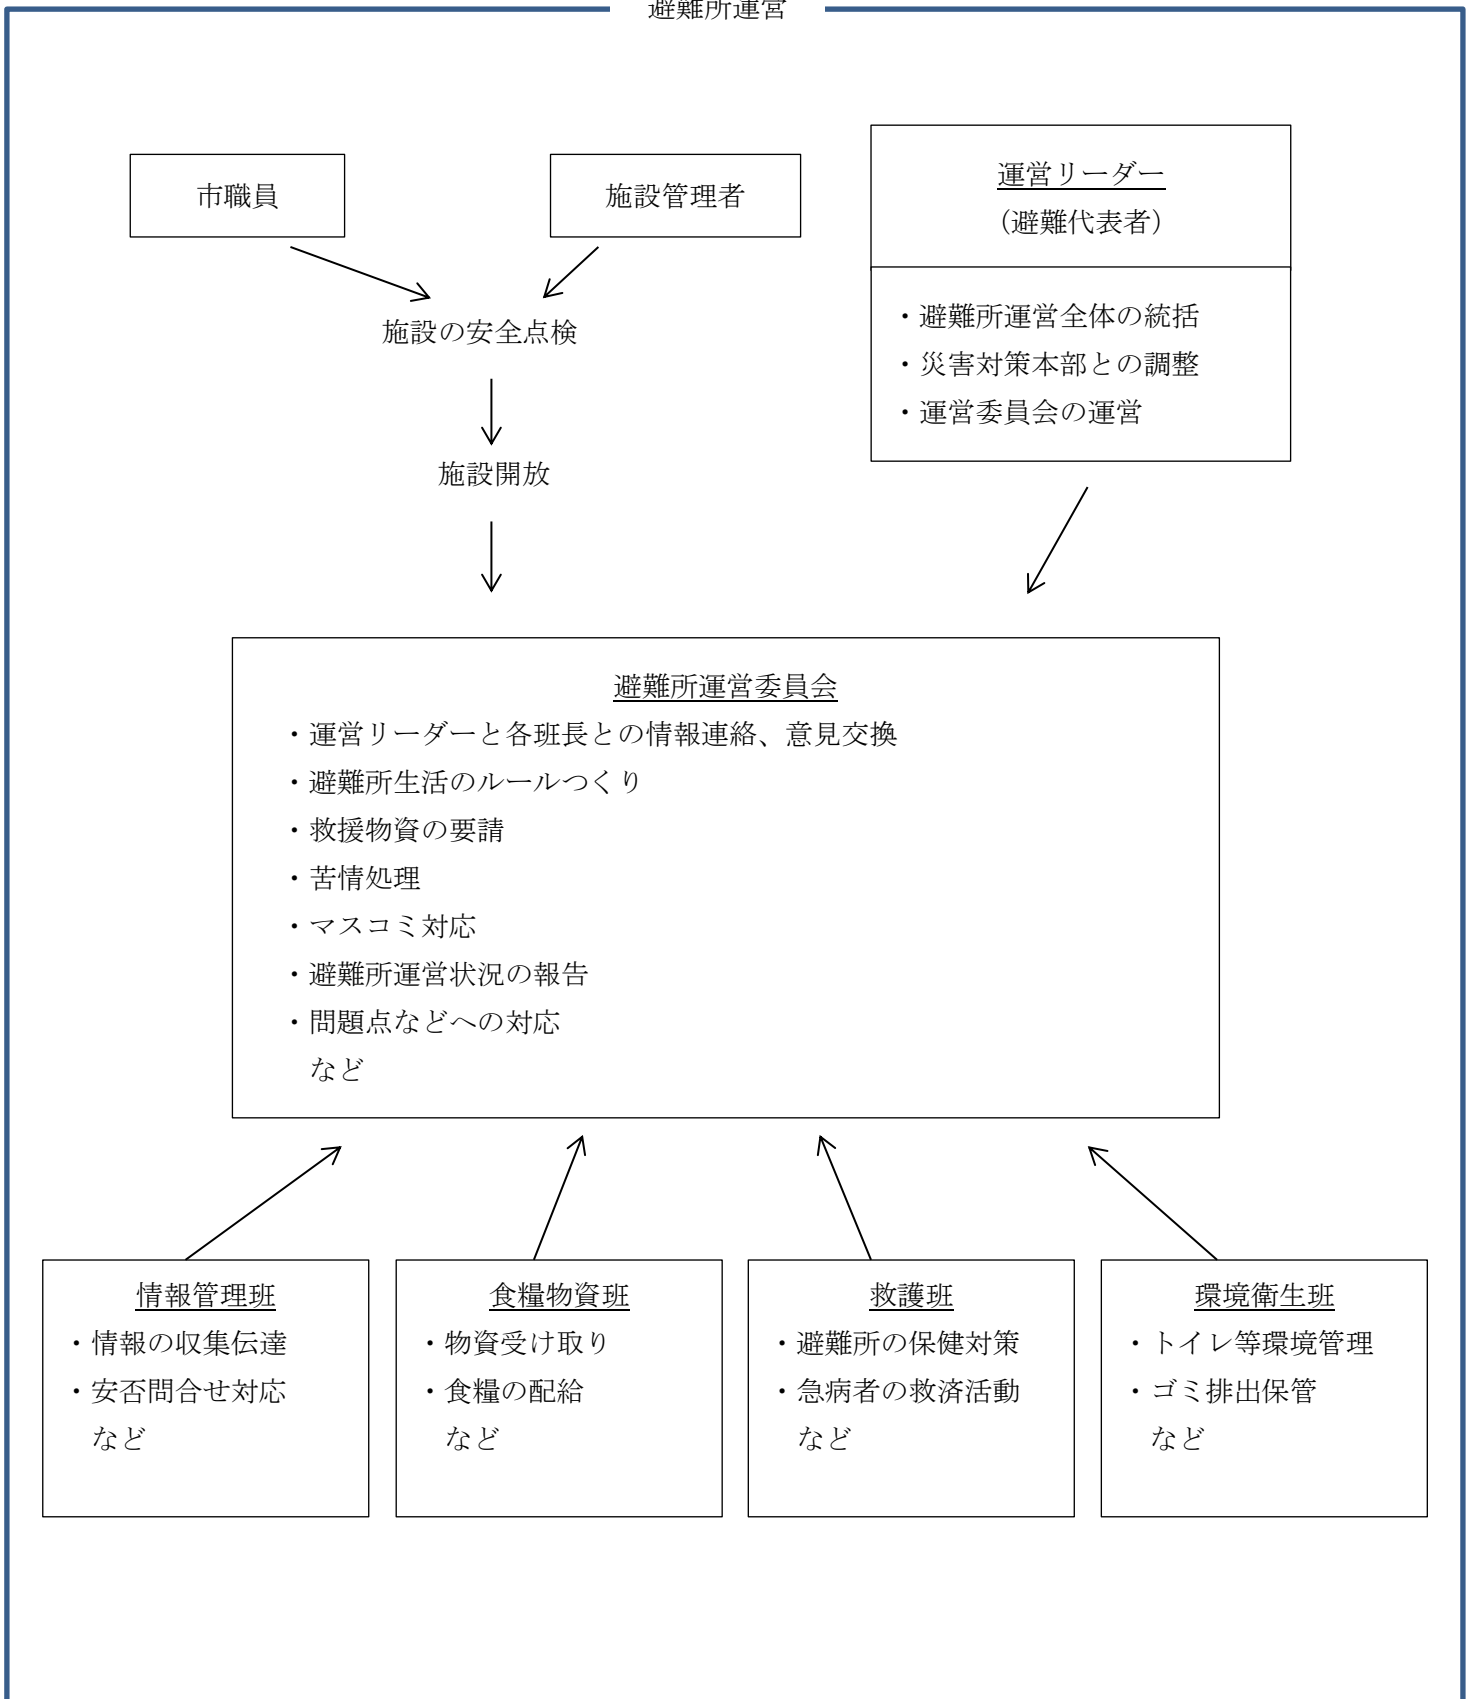 避難所運営
市職員
施設管理者
運営リーダー
（避難代表者）
・避難所運営全体の統括
・災害対策本部との調整
・運営委員会の運営
施設の安全点検
施設開放
避難所運営委員会
・運営リーダーと各班長との情報連絡、意見交換
・避難所生活のルールつくり
・救援物資の要請
・苦情処理
・マスコミ対応
・避難所運営状況の報告
・問題点などへの対応
など
情報管理班
・情報の収集伝達
・安否問合せ対応
など
食糧物資班
・物資受け取り
・食糧の配給
など
救護班
・避難所の保健対策
・急病者の救済活動
など
環境衛生班
・トイレ等環境管理
・ゴミ排出保管
など